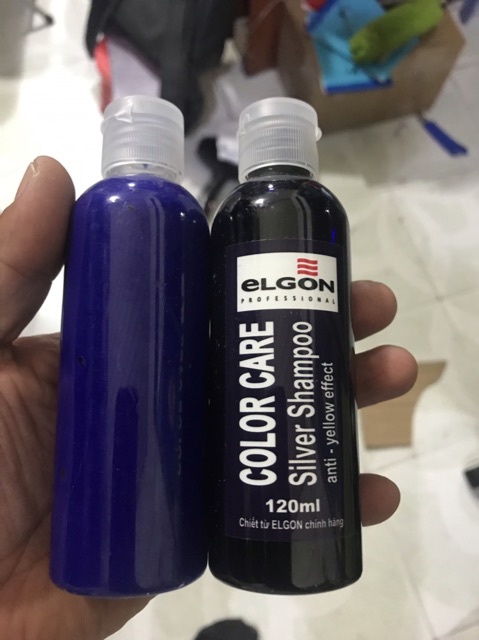 eLGON
PROFESSIONAL
COLOR CARE
Silver Shampoo
anti - yellow effect
120ml
Chiết từ ELGON chính hãng